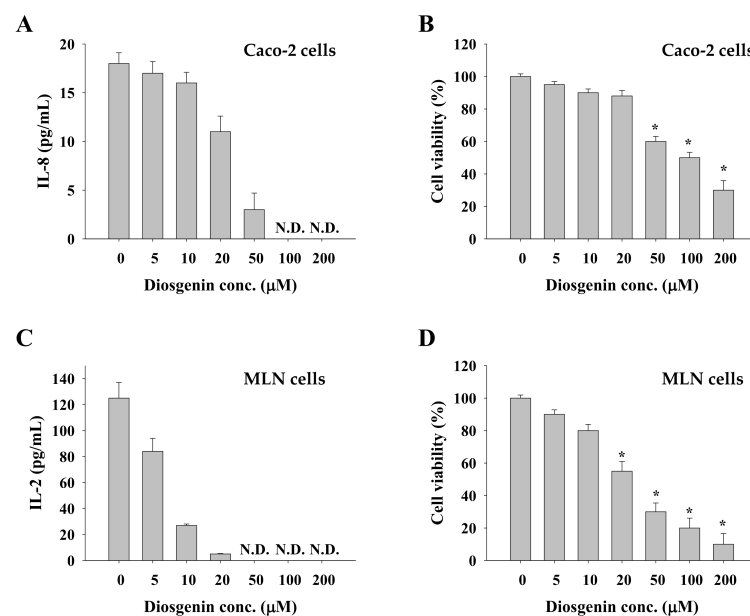 A
Caco-2 cells
IL-8 (pg/mL)
20
15
10
5
0
N.D. N.D.
0 5 10 20 50 100 200
Diosgenin conc. (μM)
B
Caco-2 cells
Cell viability (%)
120
100
80
60
40
20
0
* * *
0 5 10 20 50 100 200
Diosgenin conc. (μM)
C
MLN cells
IL-2 (pg/mL)
140
120
100
80
60
40
20
0
N.D. N.D. N.D.
0 5 10 20 50 100 200
Diosgenin conc. (μM)
D
MLN cells
Cell viability (%)
120
100
80
60
40
20
0
* * * *
0 5 10 20 50 100 200
Diosgenin conc. (μM)